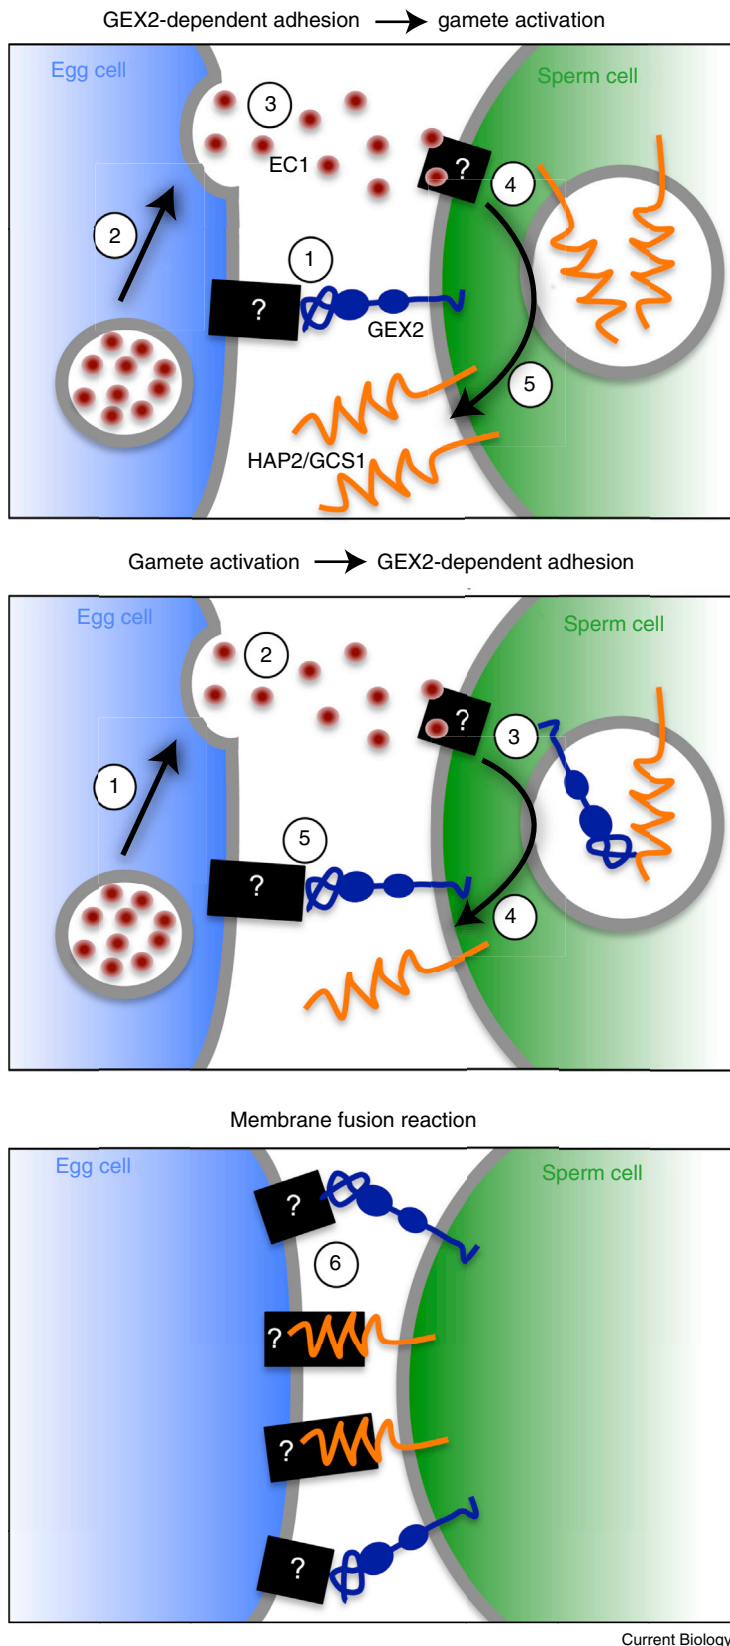 GEX2-dependent adhesion → gamete activation
Egg cell
Sperm cell
3
EC1
?
4
2
1
?
GEX2
5
HAP2/GCS1
Gamete activation → GEX2-dependent adhesion
Egg cell
Sperm cell
2
?
3
1
5
?
4
Membrane fusion reaction
Egg cell
Sperm cell
?
6
?
?
?
Current Biology